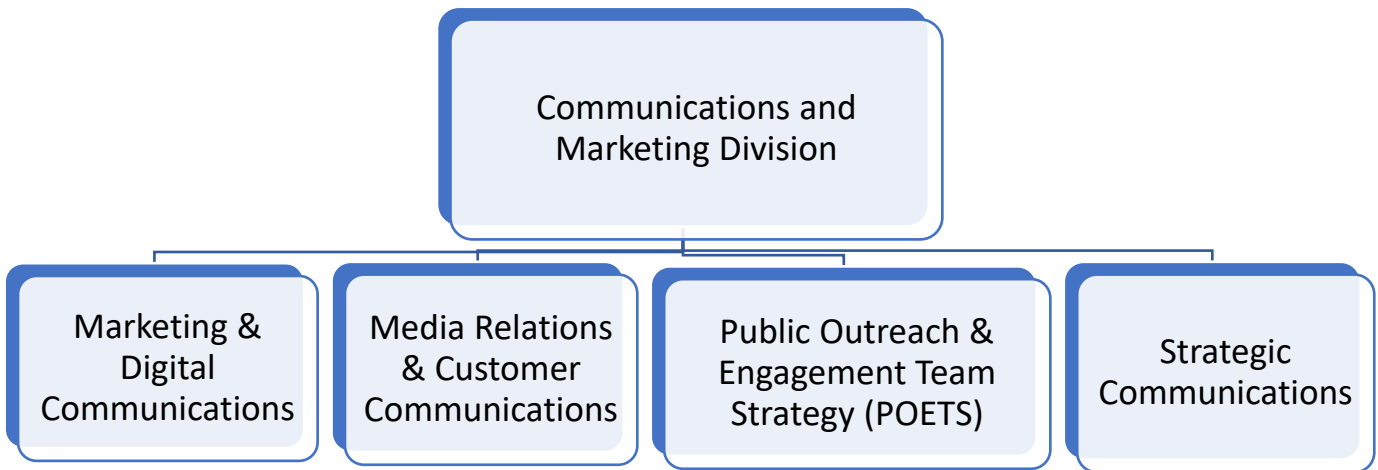 Communications and
Marketing Division
Marketing &
Digital
Communications
Media Relations
& Customer
Communications
Public Outreach &
Engagement Team
Strategy (POETS)
Strategic
Communications